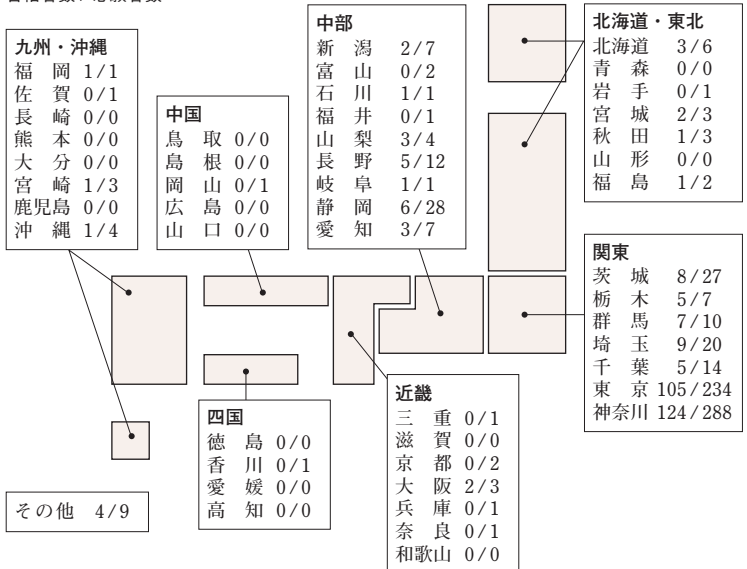 九州・沖縄
福岡 1/1
佐賀 0/1
長崎 0/0
熊本 0/0
大分 0/0
宮崎 1/3
鹿児島 0/0
沖縄 1/4
中国
鳥取 0/0
島根 0/0
岡山 0/1
広島 0/0
山口 0/0
中部
新潟 2/7
富山 0/2
石川 1/1
福井 0/1
山梨 3/4
長野 5/12
岐阜 1/1
静岡 6/28
愛知 3/7
北海道・東北
北海道 3/6
青森 0/0
岩手 0/1
宮城 2/3
秋田 1/3
山形 0/0
福島 1/2
関東
茨城 8/27
栃木 5/7
群馬 7/10
埼玉 9/20
千葉 5/14
東京 105/234
神奈川 124/288
近畿
三重 0/1
滋賀 0/0
京都 0/2
大阪 2/3
兵庫 0/1
奈良 0/1
和歌山 0/0
四国
徳島 0/0
香川 0/1
愛媛 0/0
高知 0/0
その他 4/9